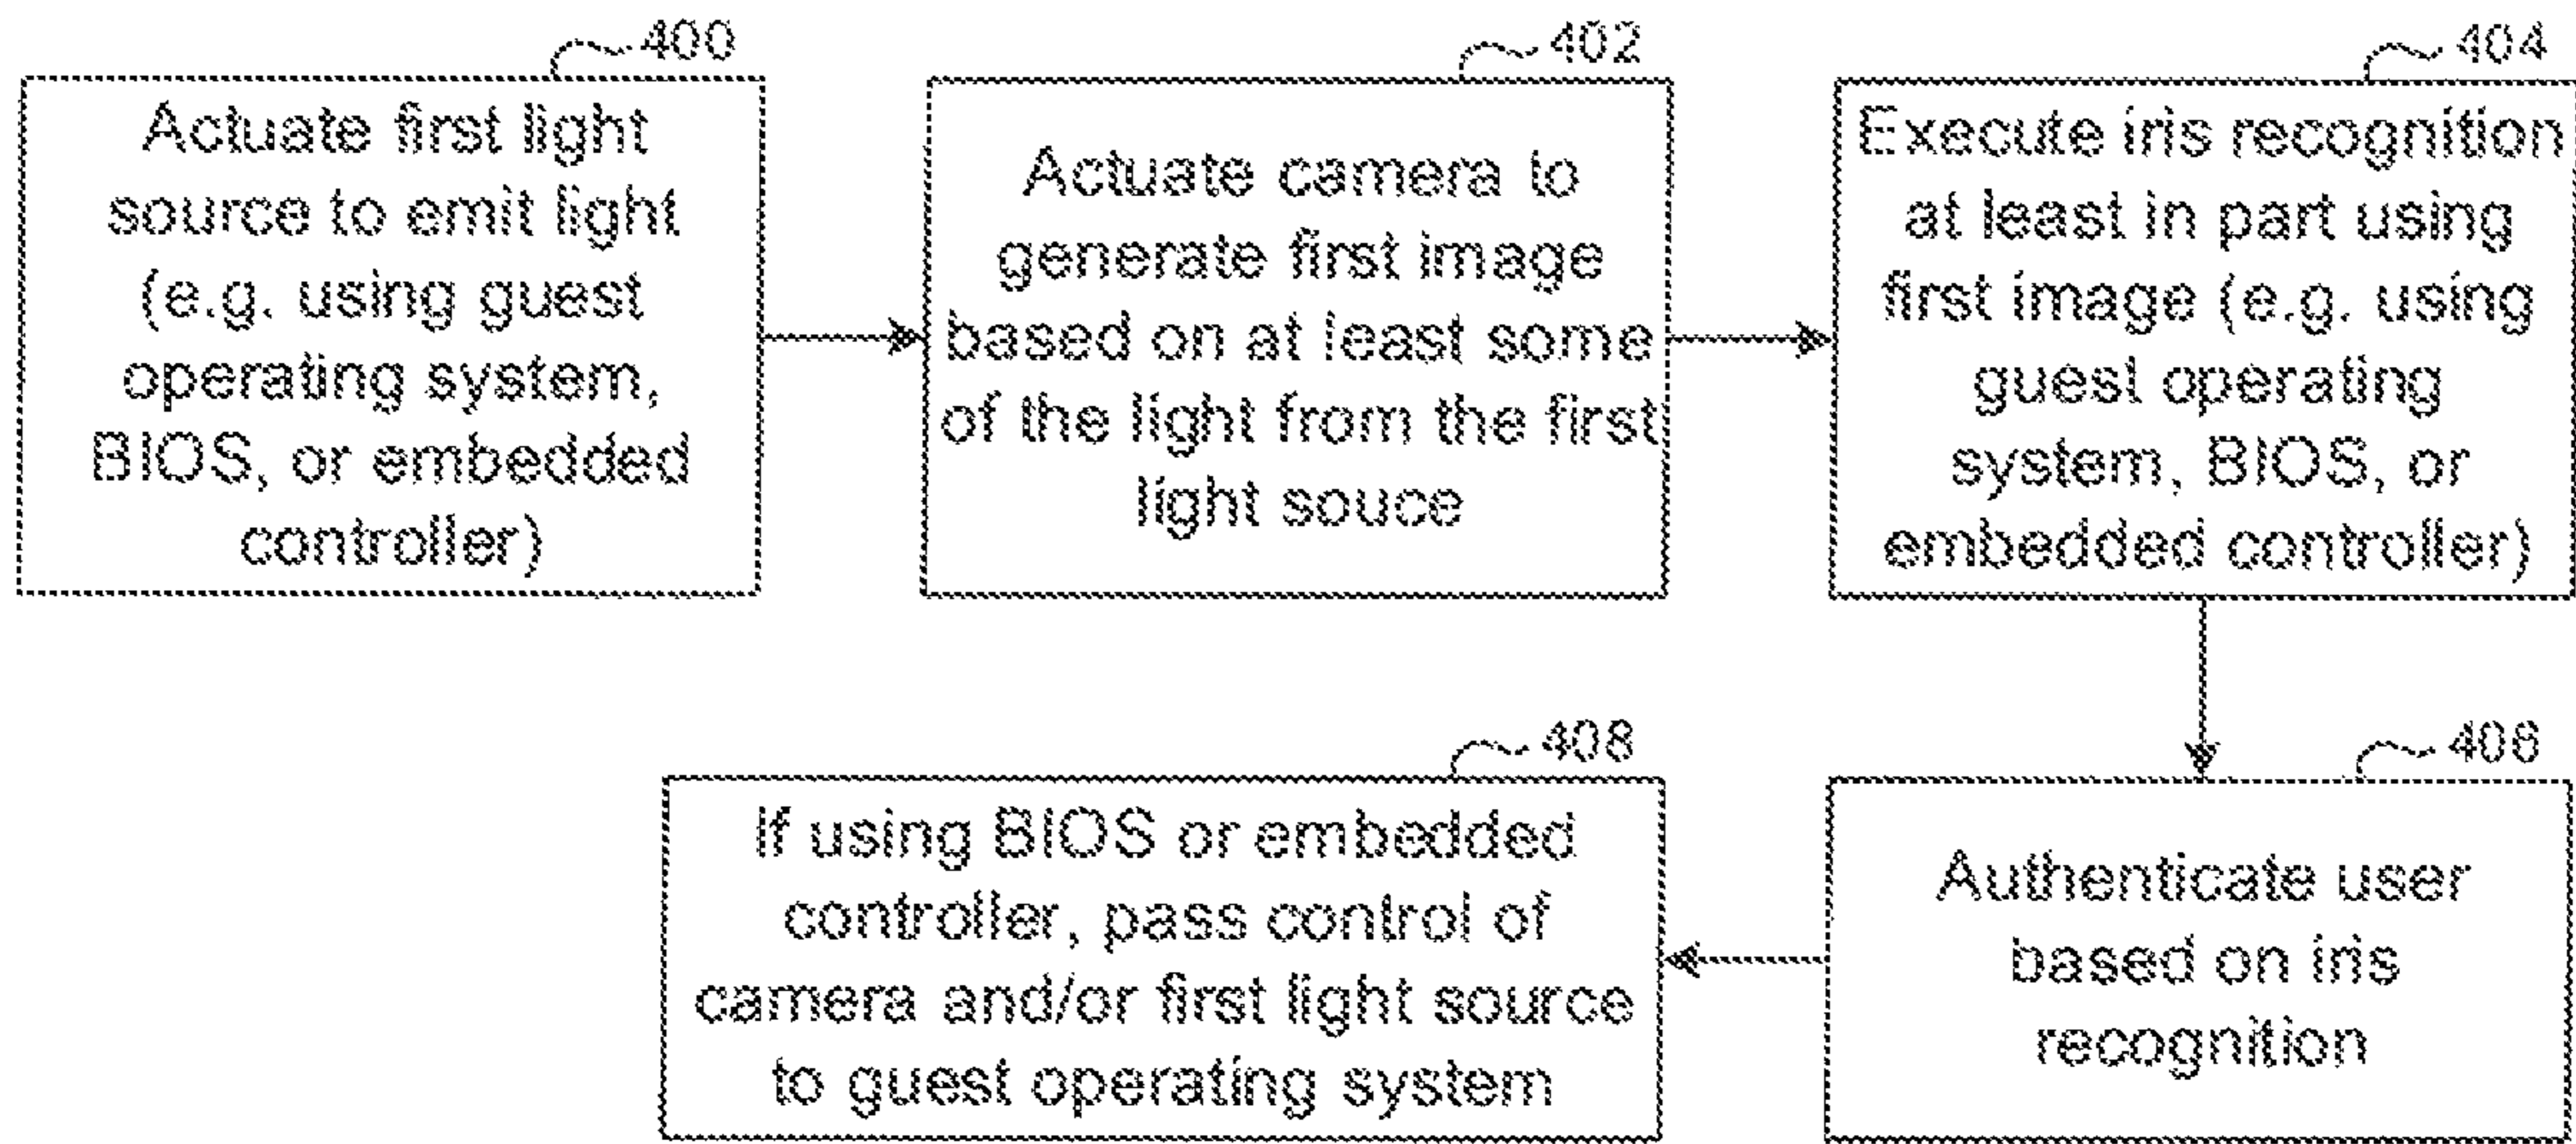 400
Actuate first light
source to emit light
(e.g. using guest
operating system,
BIOS, or embedded
controller)
402
Actuate camera to
generate first image
based on at least some
of the light from the first
light souce
404
Execute iris recognition
at least in part using
first image (e.g. using
guest operating
system, BIOS, or
embedded controller)
406
Authenticate user
based on iris
recognition
408
If using BIOS or embedded
controller, pass control of
camera and/or first light source
to guest operating system